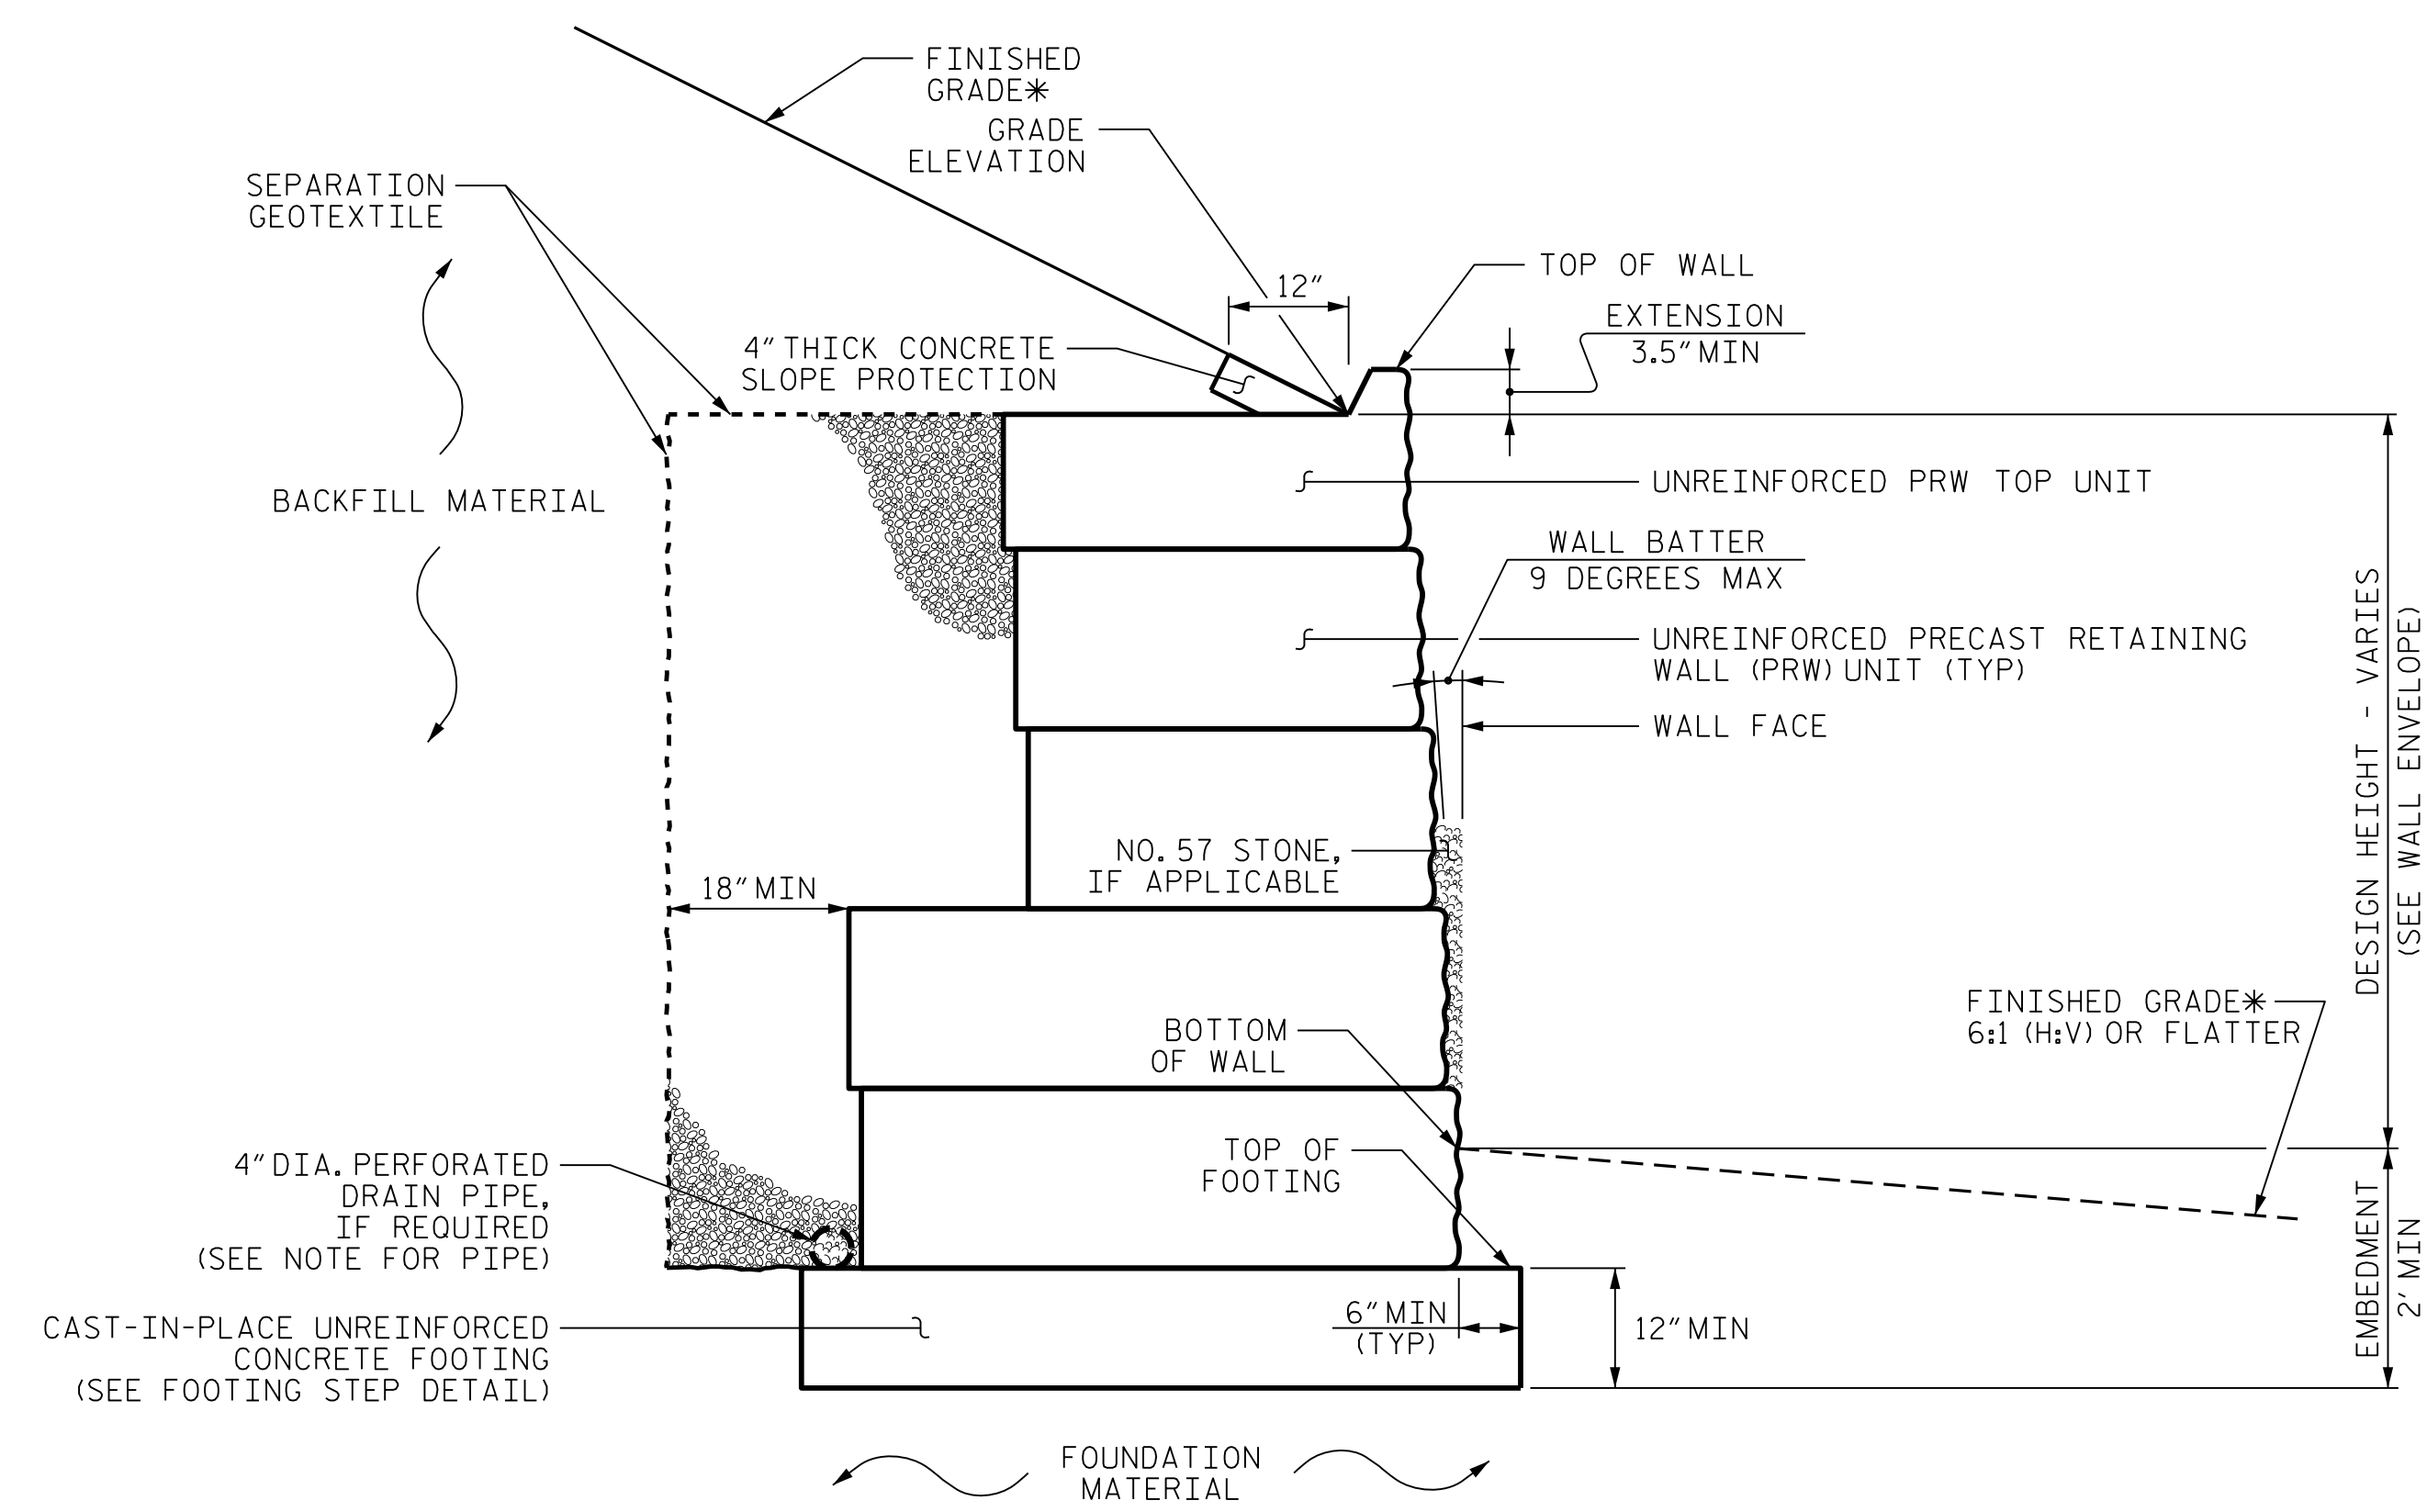 FINISHED
GRADE*
GRADE
ELEVATION
SEPARATION
GEOTEXTILE
TOP OF WALL
12"
EXTENSION
3.5" MIN
4" THICK CONCRETE
SLOPE PROTECTION
BACKFILL MATERIAL
UNREINFORCED PRW TOP UNIT
WALL BATTER
9 DEGREES MAX
UNREINFORCED PRECAST RETAINING
WALL (PRW) UNIT (TYP)
WALL FACE
DESIGN HEIGHT - VARIES
(SEE WALL ENVELOPE)
NO. 57 STONE,
IF APPLICABLE
18" MIN
BOTTOM
OF WALL
FINISHED GRADE*
6:1 (H:V) OR FLATTER
TOP OF
FOOTING
4" DIA. PERFORATED
DRAIN PIPE,
IF REQUIRED
(SEE NOTE FOR PIPE)
EMBEDMENT
2' MIN
CAST-IN-PLACE UNREINFORCED
CONCRETE FOOTING
(SEE FOOTING STEP DETAIL)
6" MIN
(TYP)
12" MIN
FOUNDATION
MATERIAL